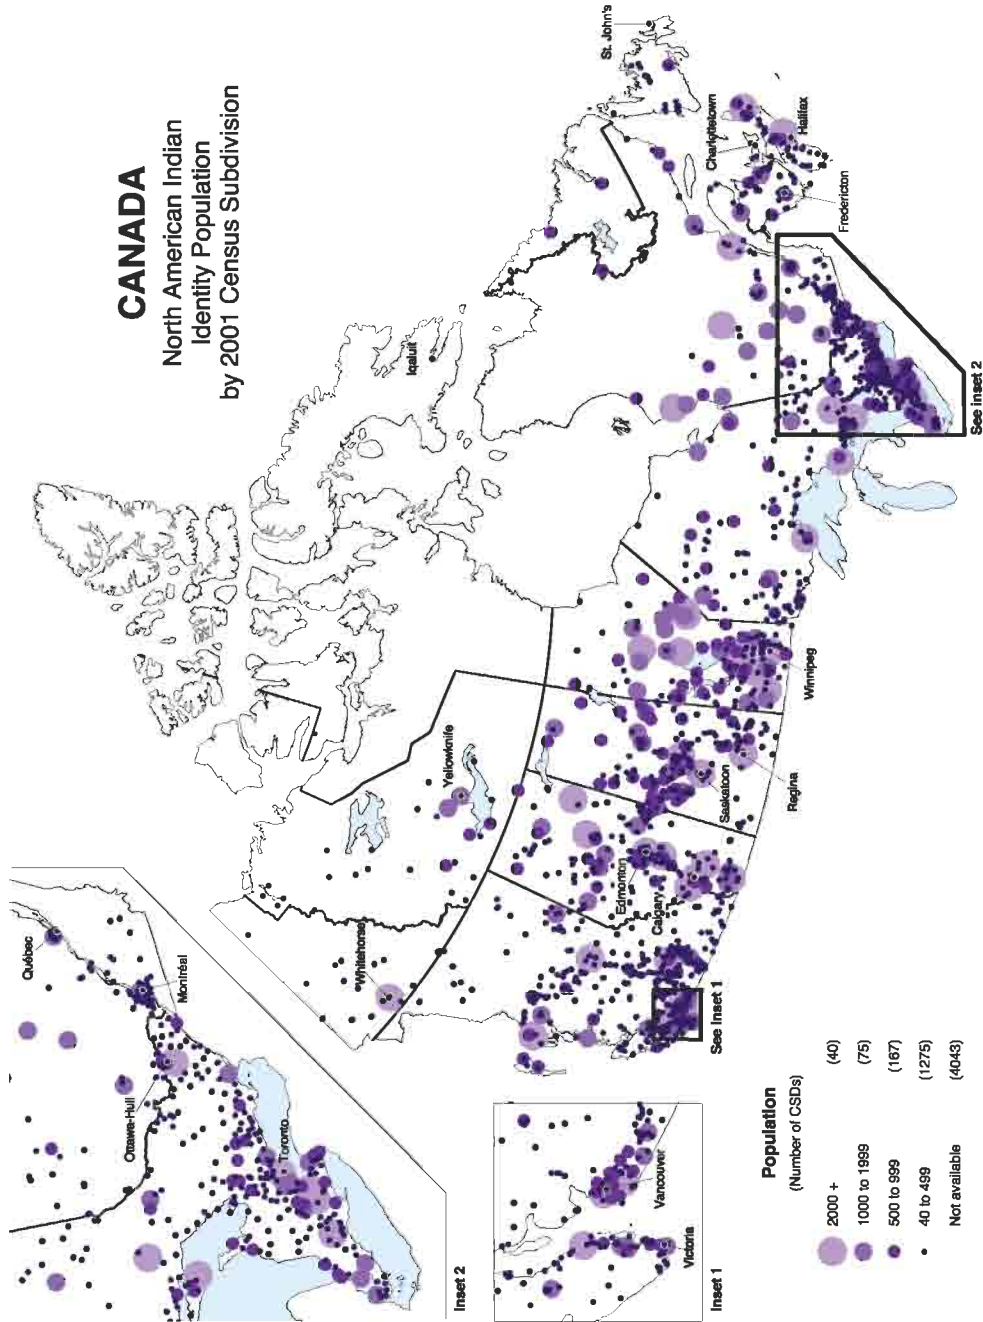 CANADA
North American Indian
Identity Population
by 2001 Census Subdivision
St. John's
Charlottetown
Halifax
Fredericton
Iqaluit
See inset 2
Yellowknife
Whitehorse
Winnipeg
Regina
Saskatoon
Edmonton
Calgary
See Inset 1
Québec
Montréal
Ottawa-Hull
Toronto
Inset 2
Vancouver
Victoria
Inset 1
Population
(Number of CSDs)
2000 + (40)
1000 to 1999 (75)
500 to 999 (167)
40 to 499 (1275)
Not available (4043)